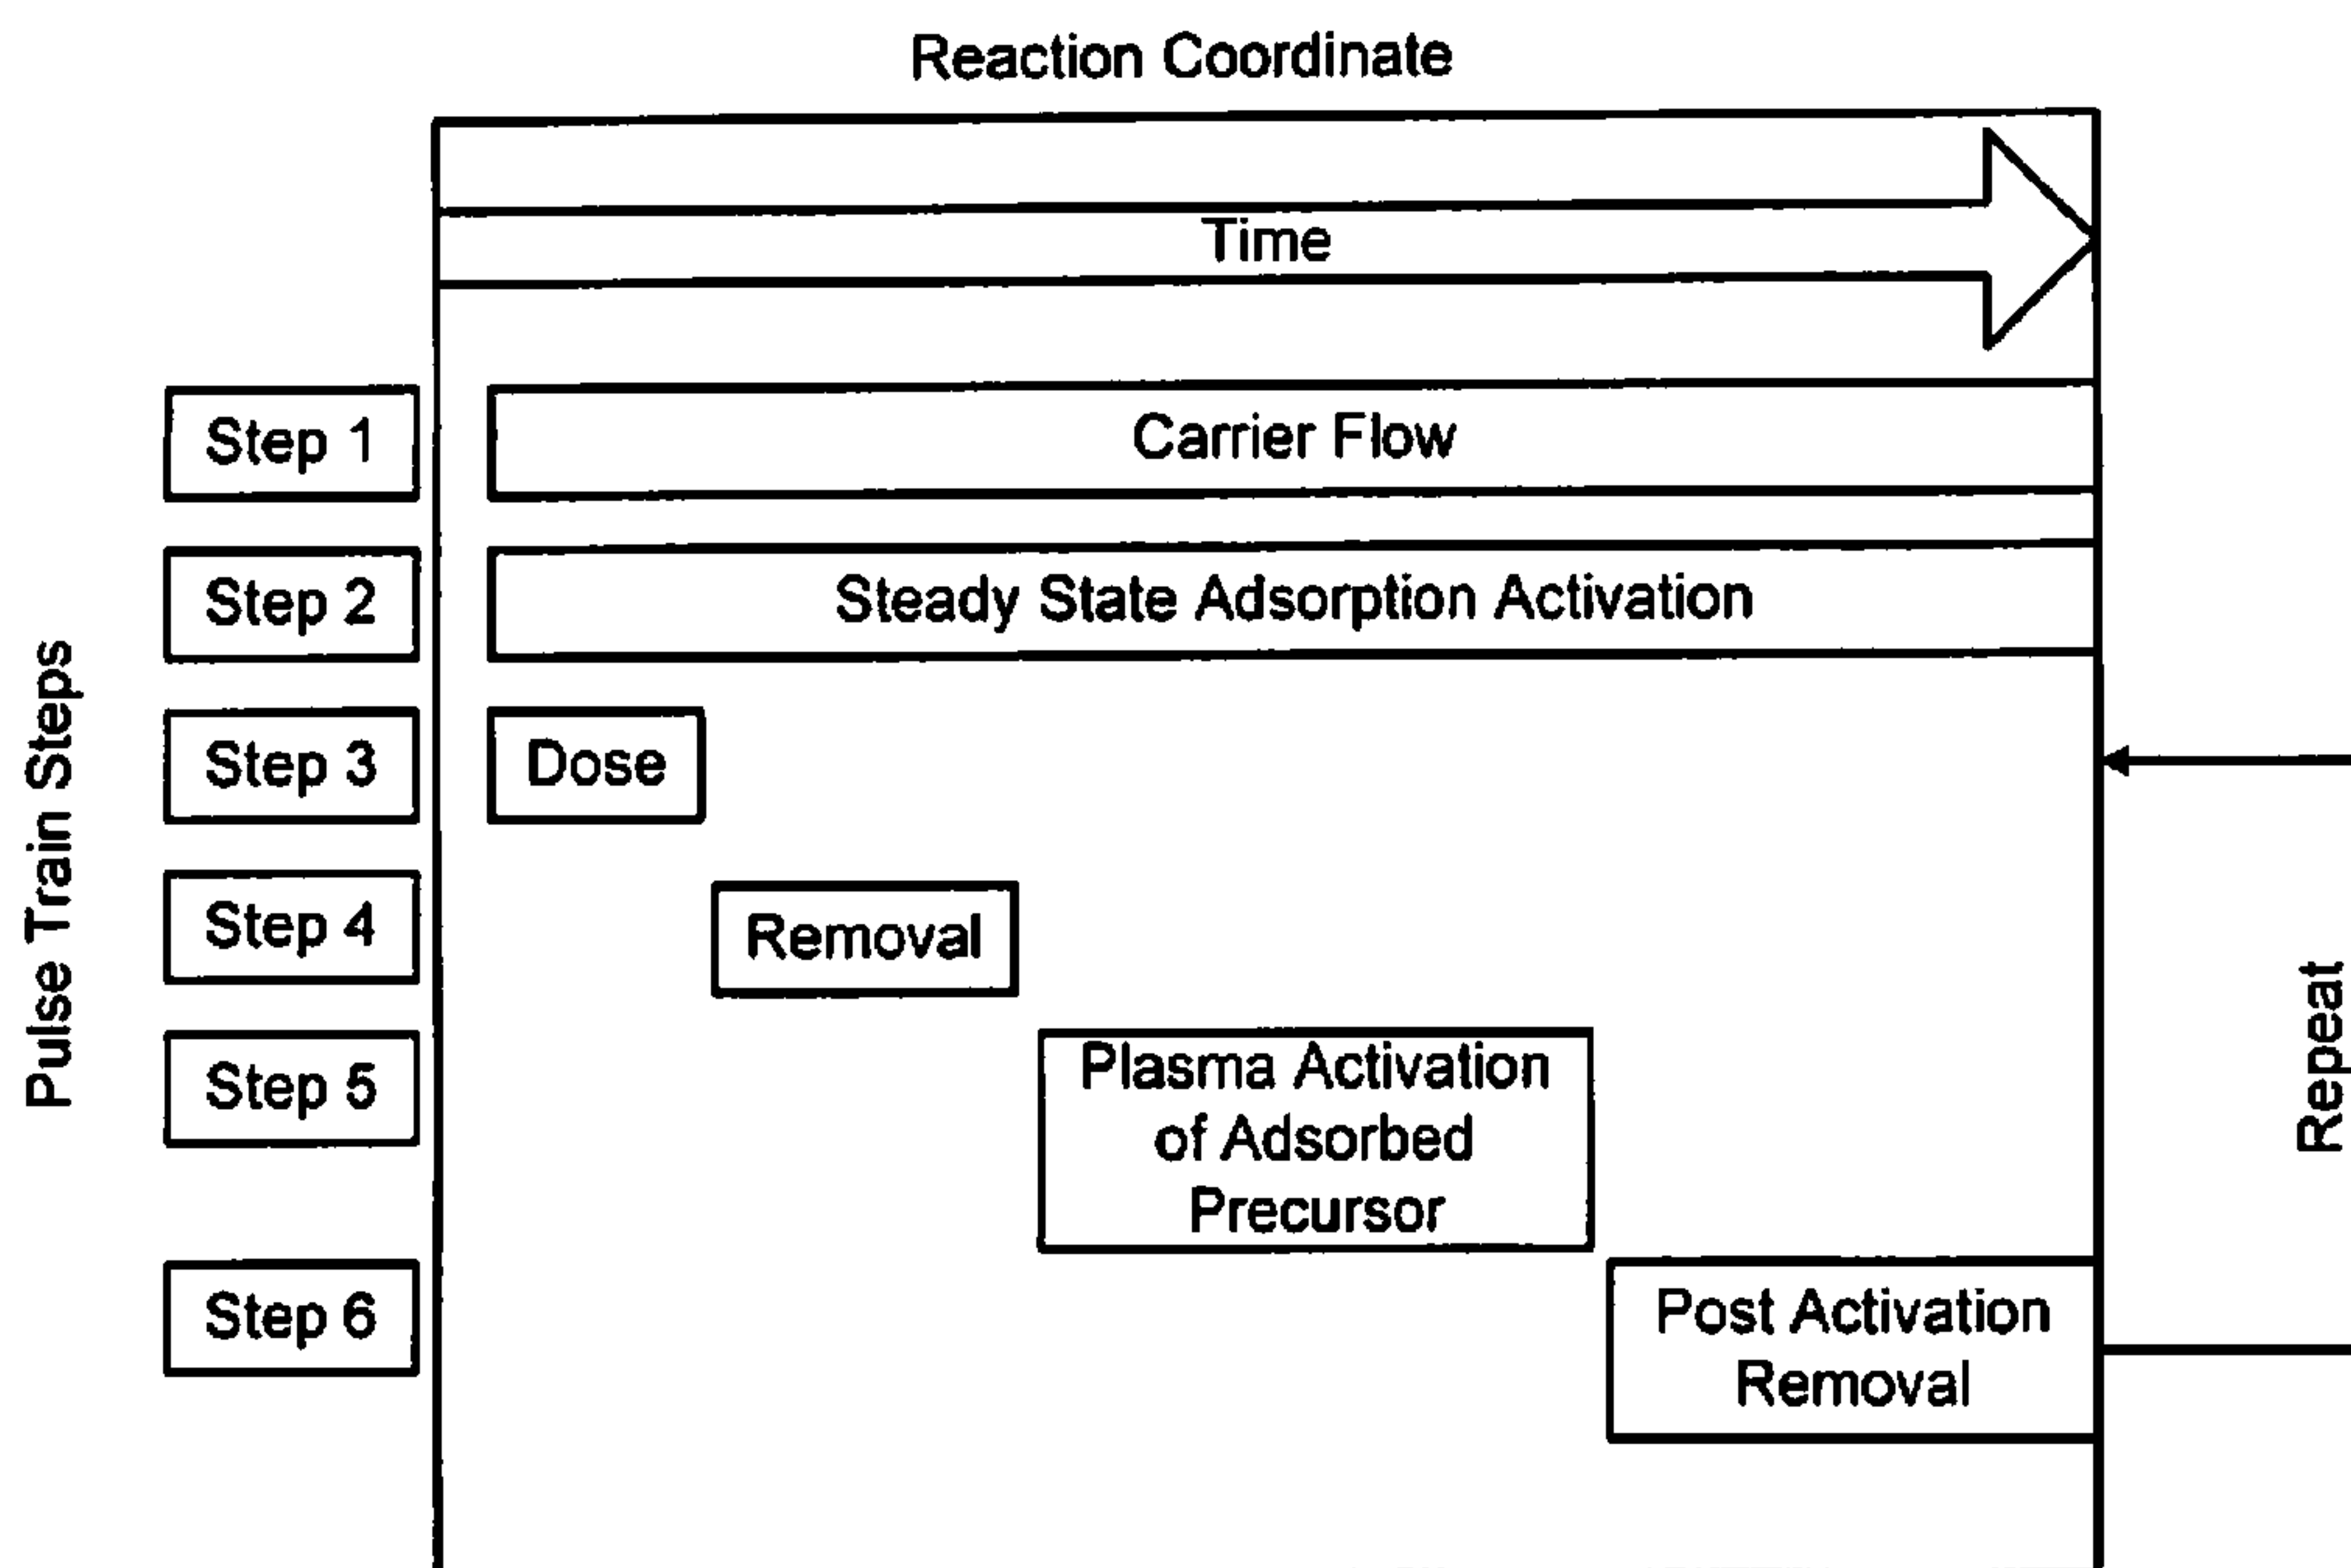 Reaction Coordinate
Time
Step 1
Carrier Flow
Step 2
Steady State Adsorption Activation
Step 3
Dose
Step 4
Removal
Step 5
Plasma Activation
of Adsorbed
Precursor
Step 6
Post Activation
Removal
Pulse Train Steps
Repeat